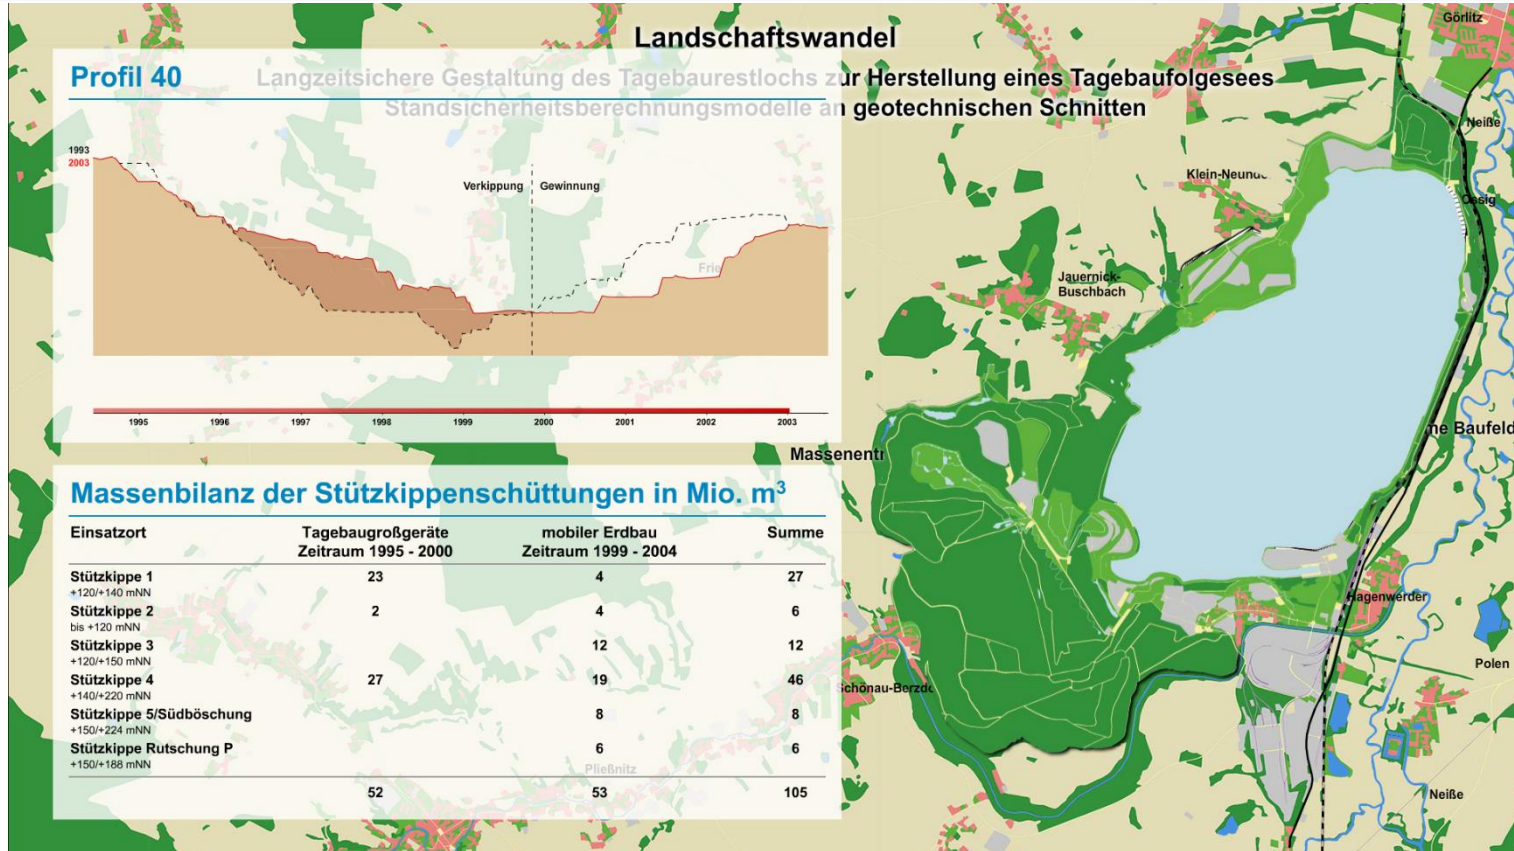 Landschaftswandel
Langzeitsichere Gestaltung des Tagebaurestlochs zur Herstellung eines Tagebaufolgesees
Standsicherheitsberechnungsmodelle an geotechnischen Schnitten
Profil 40
1993
2003
Verkippung
Gewinnung
1995 1996 1997 1998 1999 2000 2001 2002 2003
Massenbilanz der Stützkippenschüttungen in Mio. m³
Einsatzort Tagebaugroßgeräte mobiler Erdbau Summe
Zeitraum 1995 - 2000 Zeitraum 1999 - 2004
Stützkippe 1 23 4 27
+120/+140 mNN
Stützkippe 2 2 4 6
bis +120 mNN
Stützkippe 3 12 12
+120/+150 mNN
Stützkippe 4 27 19 46
+140/+220 mNN
Stützkippe 5/Südböschung 8 8
+150/+224 mNN
Stützkippe Rutschung P 6 6
+150/+188 mNN
52 53 105
Pließnitz
Görlitz
Neiße
Ossig
Jauernick-
Buschbach
Hagenwerder
Polen
Neiße